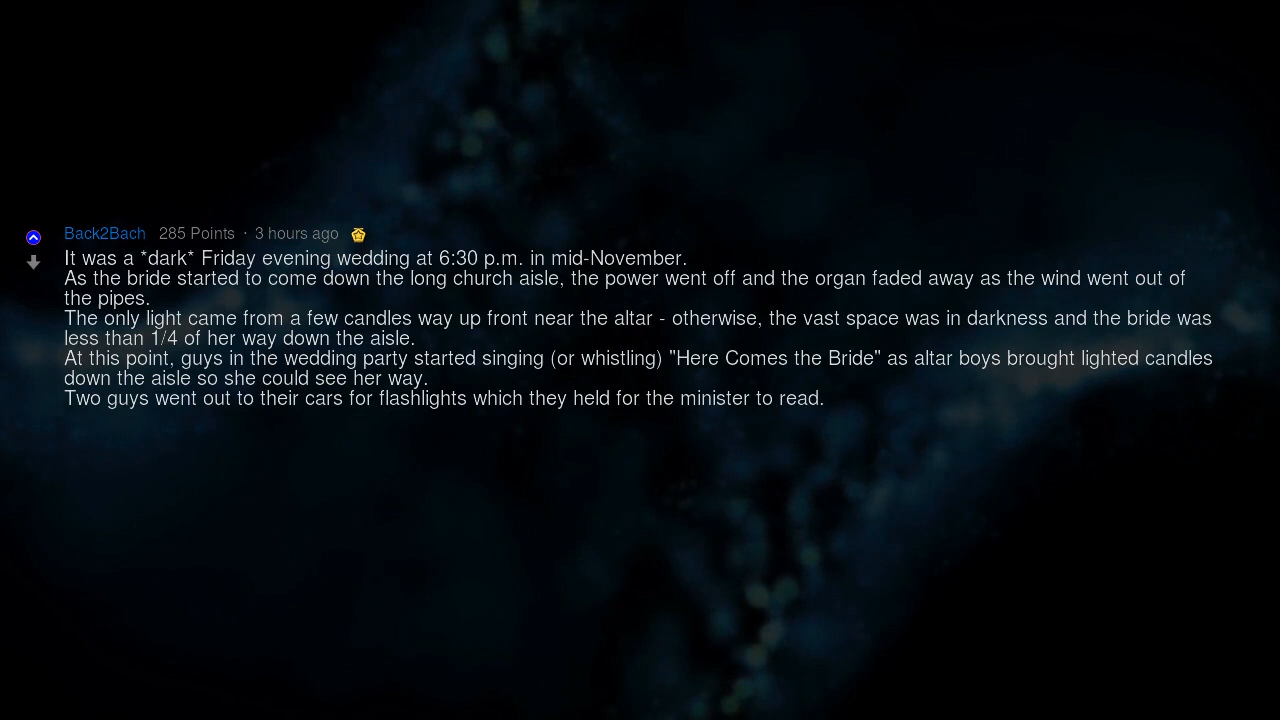 Back2Bach 285 Points · 3 hours ago
It was a *dark* Friday evening wedding at 6:30 p.m. in mid-November.
As the bride started to come down the long church aisle, the power went off and the organ faded away as the wind went out of
the pipes.
The only light came from a few candles way up front near the altar - otherwise, the vast space was in darkness and the bride was
less than 1/4 of her way down the aisle.
At this point, guys in the wedding party started singing (or whistling) "Here Comes the Bride" as altar boys brought lighted candles
down the aisle so she could see her way.
Two guys went out to their cars for flashlights which they held for the minister to read.